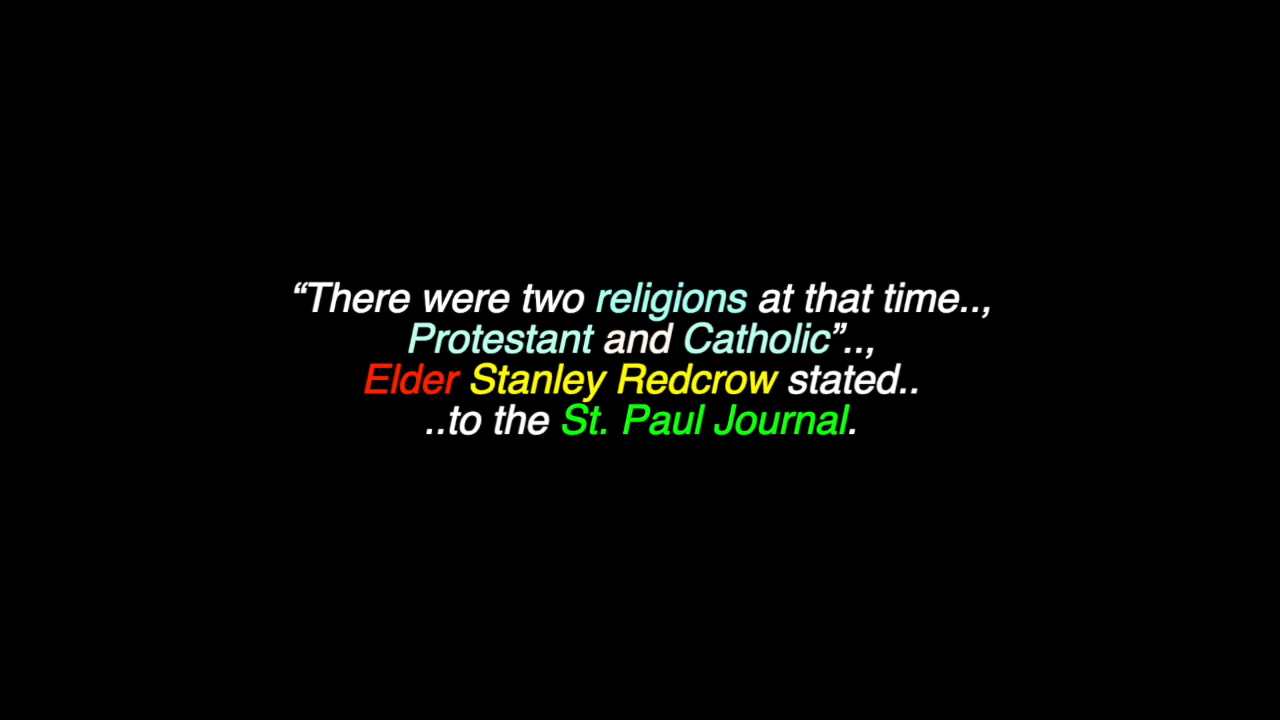 “There were two religions at that time..,
Protestant and Catholic”..,
Elder Stanley Redcrow stated..
..to the St. Paul Journal.